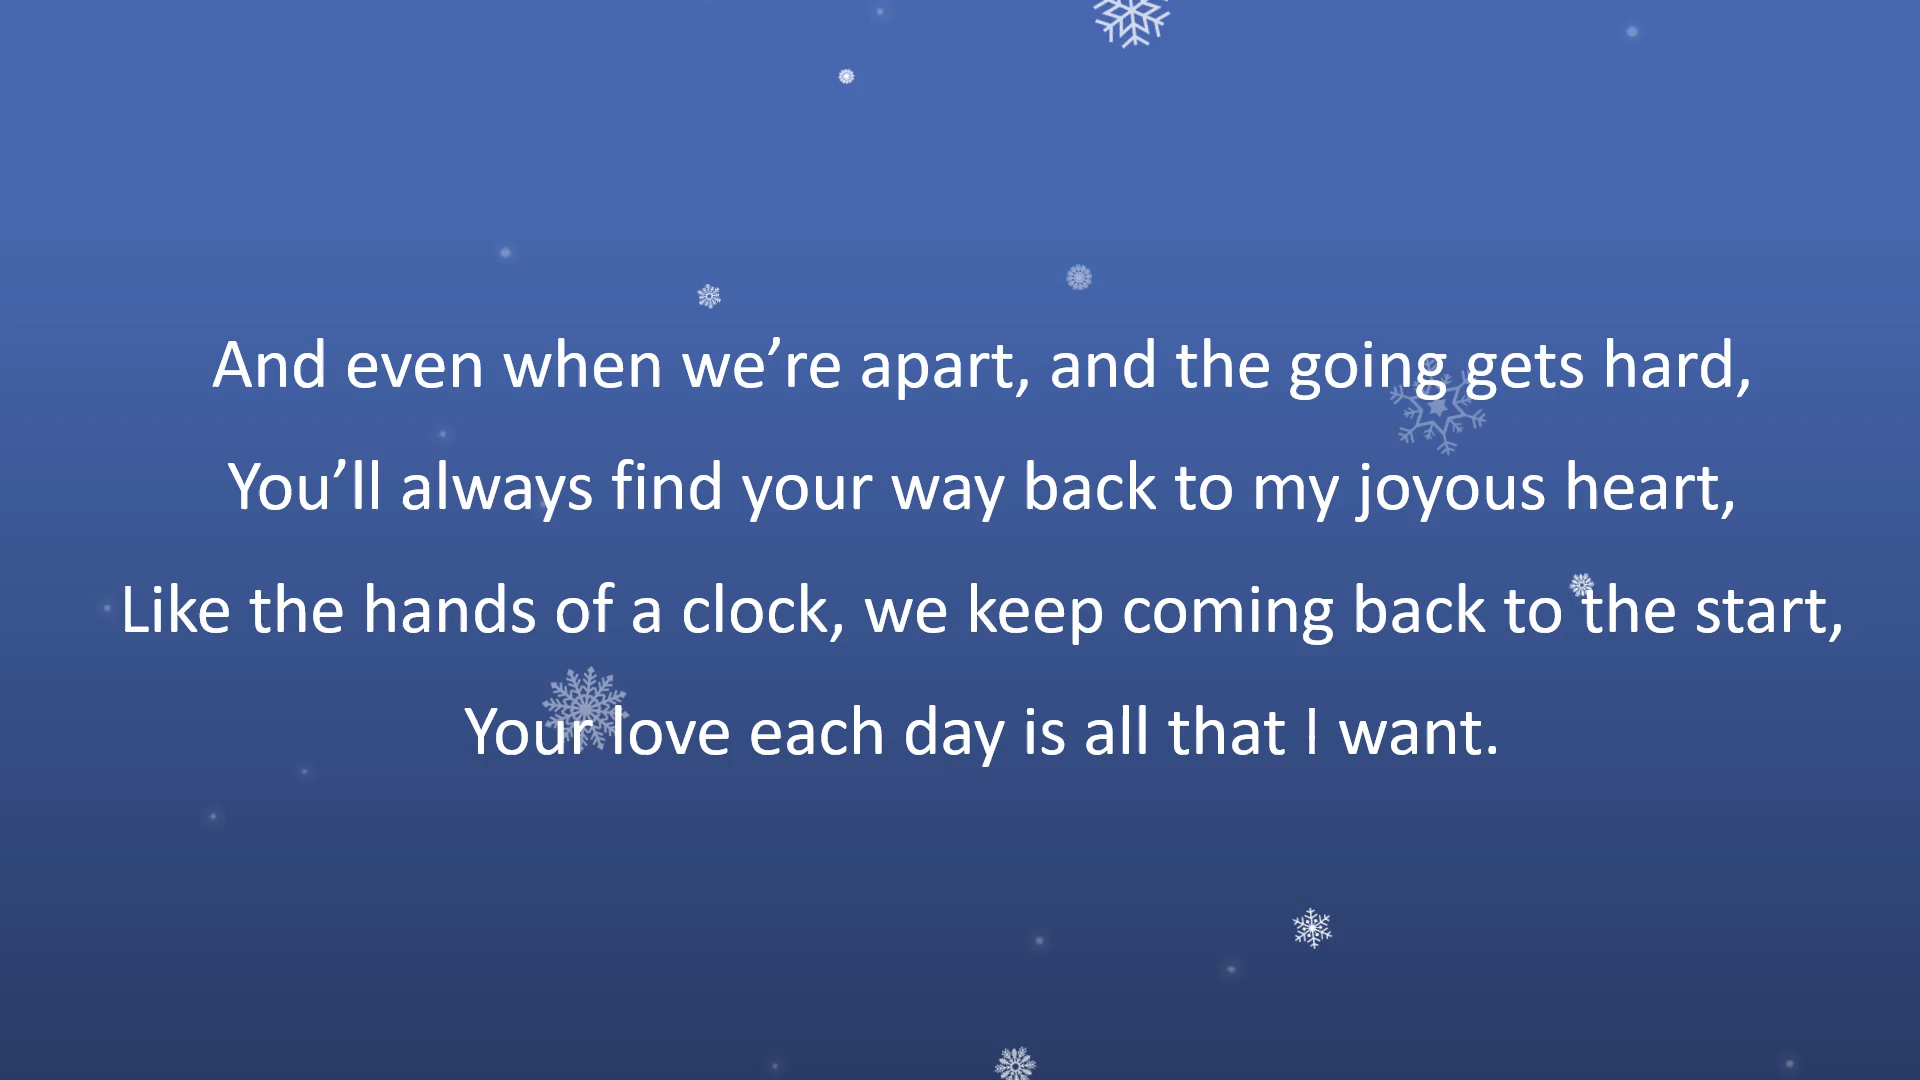 And even when we’re apart, and the going gets hard,
You’ll always find your way back to my joyous heart,
Like the hands of a clock, we keep coming back to the start,
Your love each day is all that I want.